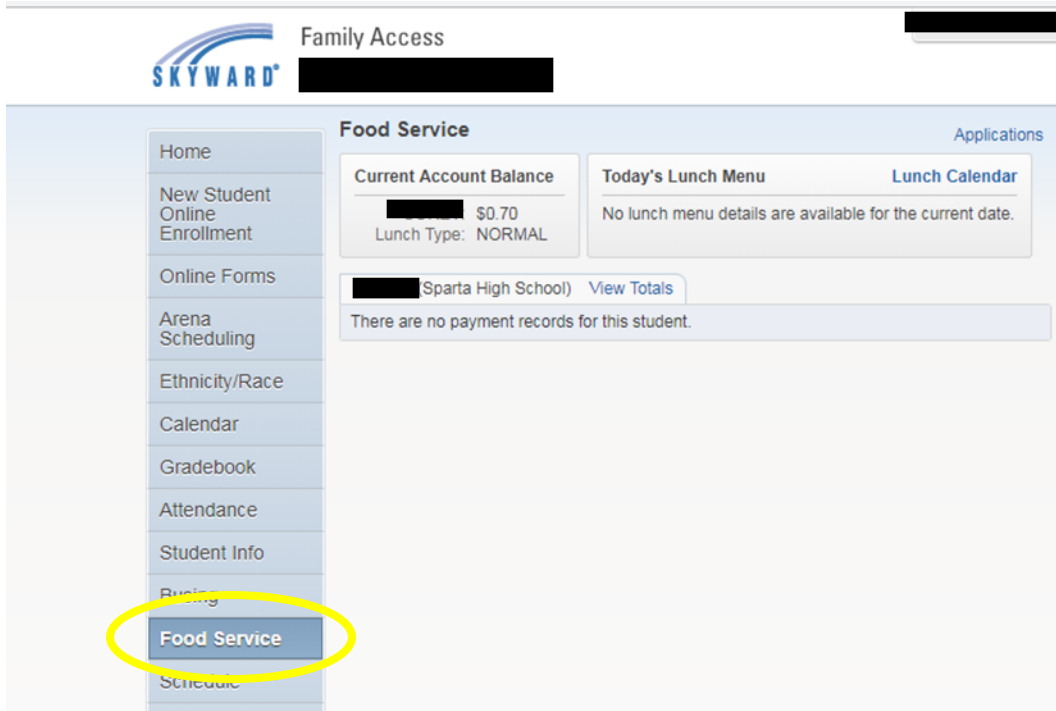 SKYWARD®
Family Access
Home
New Student
Online
Enrollment
Online Forms
Arena
Scheduling
Ethnicity/Race
Calendar
Gradebook
Attendance
Student Info
Busing
Food Service
Schedule
Food Service
Applications
Current Account Balance
$0.70
Lunch Type: NORMAL
Today's Lunch Menu Lunch Calendar
No lunch menu details are available for the current date.
(Sparta High School) View Totals
There are no payment records for this student.